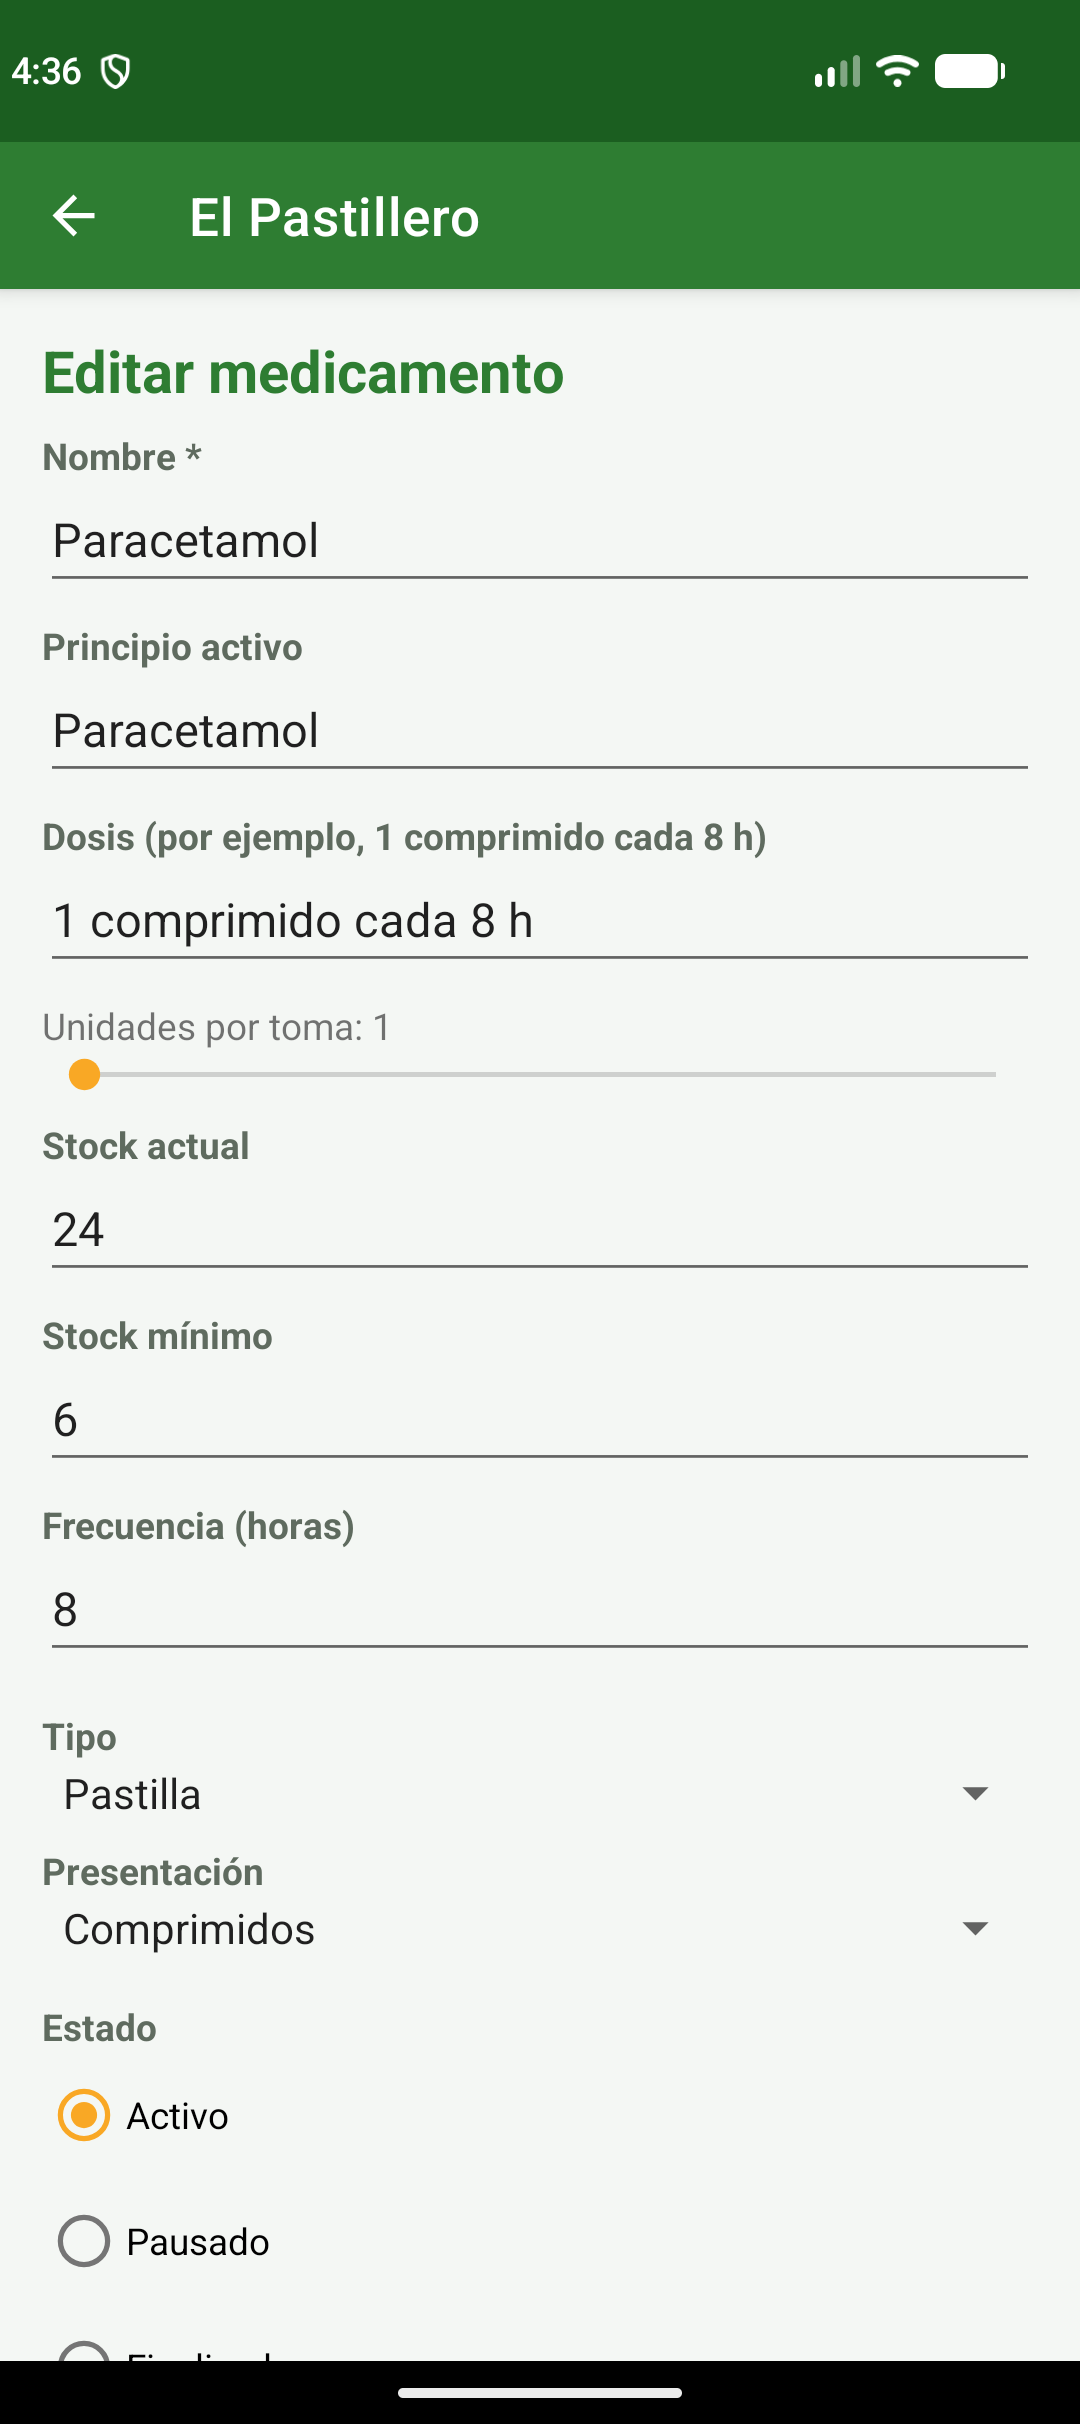 4:36
El Pastillero
Editar medicamento
Nombre *
Paracetamol
Principio activo
Paracetamol
Dosis (por ejemplo, 1 comprimido cada 8 h)
1 comprimido cada 8 h
Unidades por toma: 1
Stock actual
24
Stock mínimo
6
Frecuencia (horas)
8
Tipo
Pastilla
Presentación
Comprimidos
Estado
Activo
Pausado